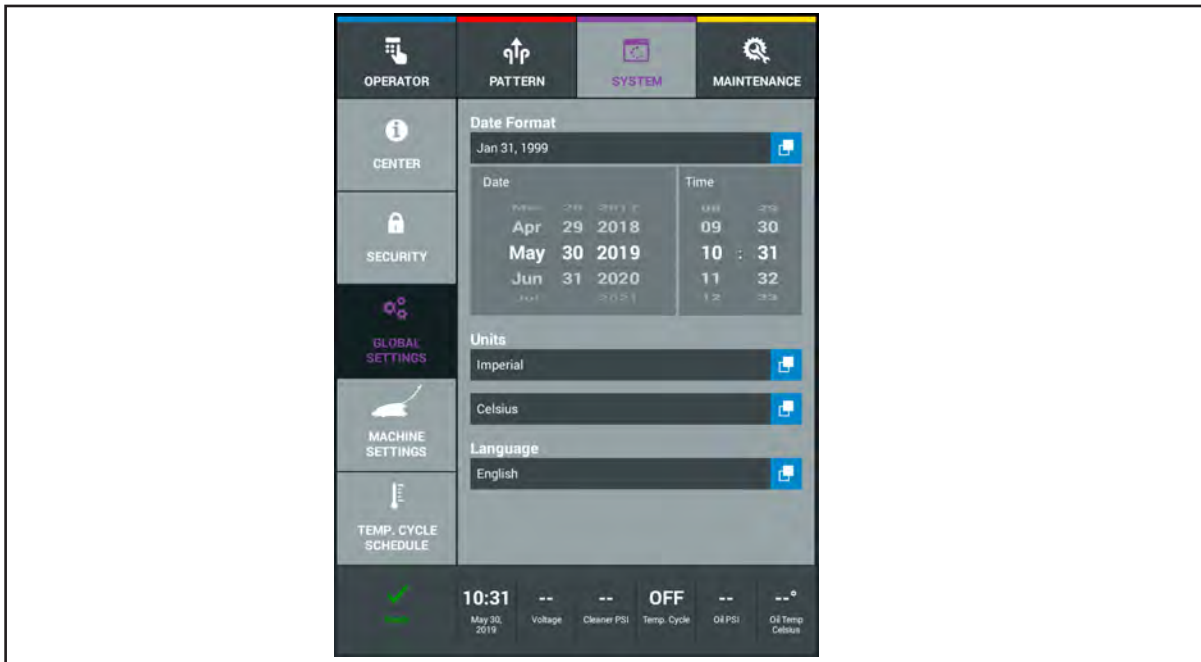 OPERATOR
PATTERN
SYSTEM
MAINTENANCE
CENTER
SECURITY
GLOBAL
SETTINGS
MACHINE
SETTINGS
TEMP. CYCLE
SCHEDULE
Date Format
Jan 31, 1999
Date
Time
Apr 29 2018
09 30
May 30 2019
10 : 31
Jun 31 2020
11 32
Units
Imperial
Celsius
Language
English
10:31
May 30,
2019
--
Voltage
--
Cleaner PSI
OFF
Temp. Cycle
--
Oil PSI
--°
Oil Temp
Celsius